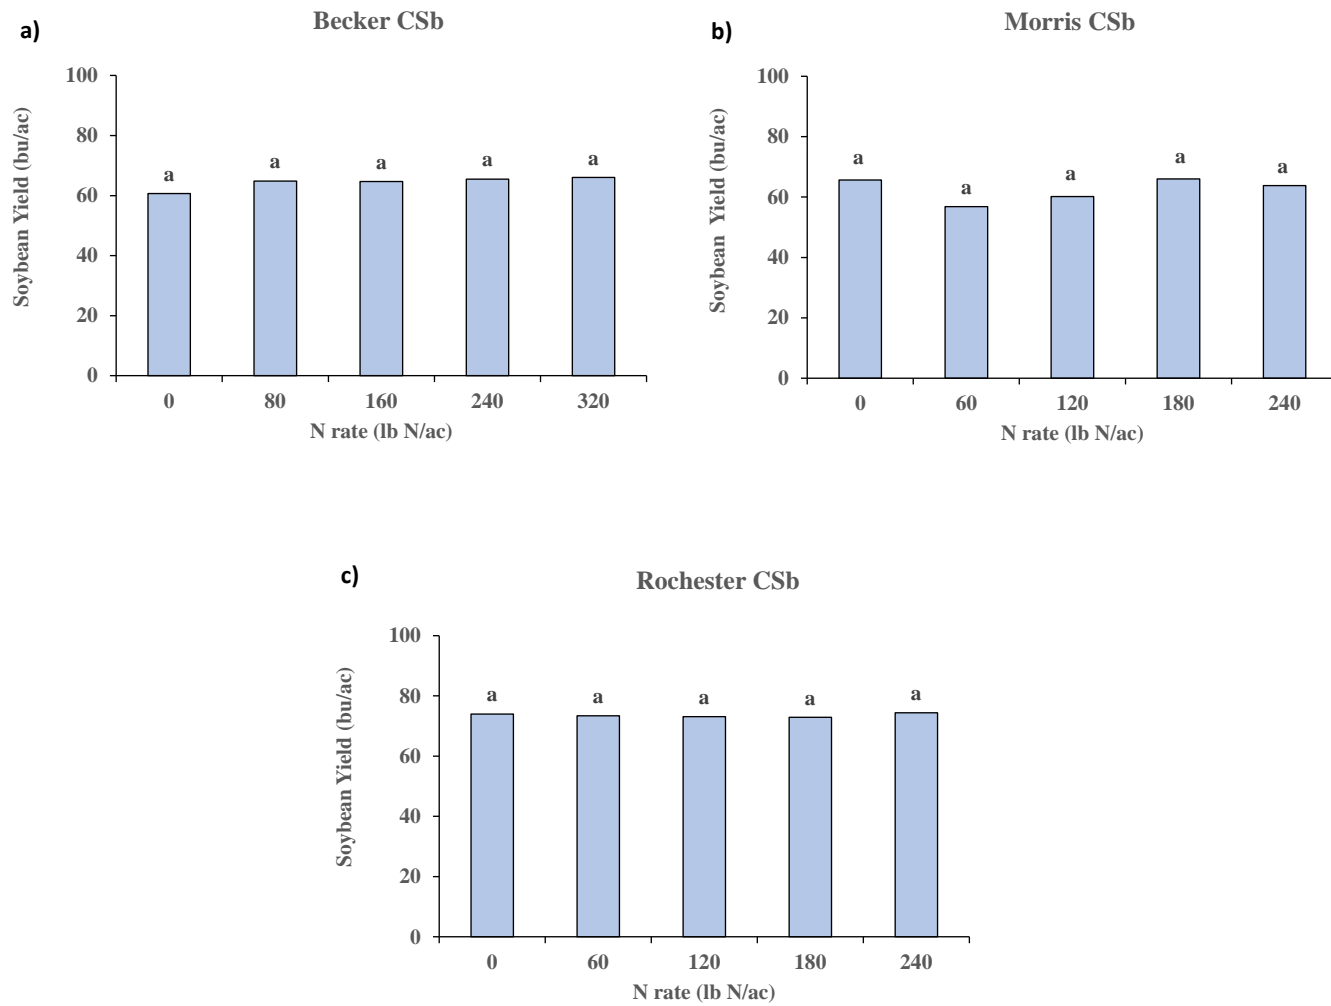 a)
Becker CSb
Soybean Yield (bu/ac)
100
80
60
40
20
0
a a a a a
0 80 160 240 320
N rate (lb N/ac)
b)
Morris CSb
Soybean Yield (bu/ac)
100
80
60
40
20
0
a a a a a
0 60 120 180 240
N rate (lb N/ac)
c)
Rochester CSb
Soybean Yield (bu/ac)
100
80
60
40
20
0
a a a a a
0 60 120 180 240
N rate (lb N/ac)